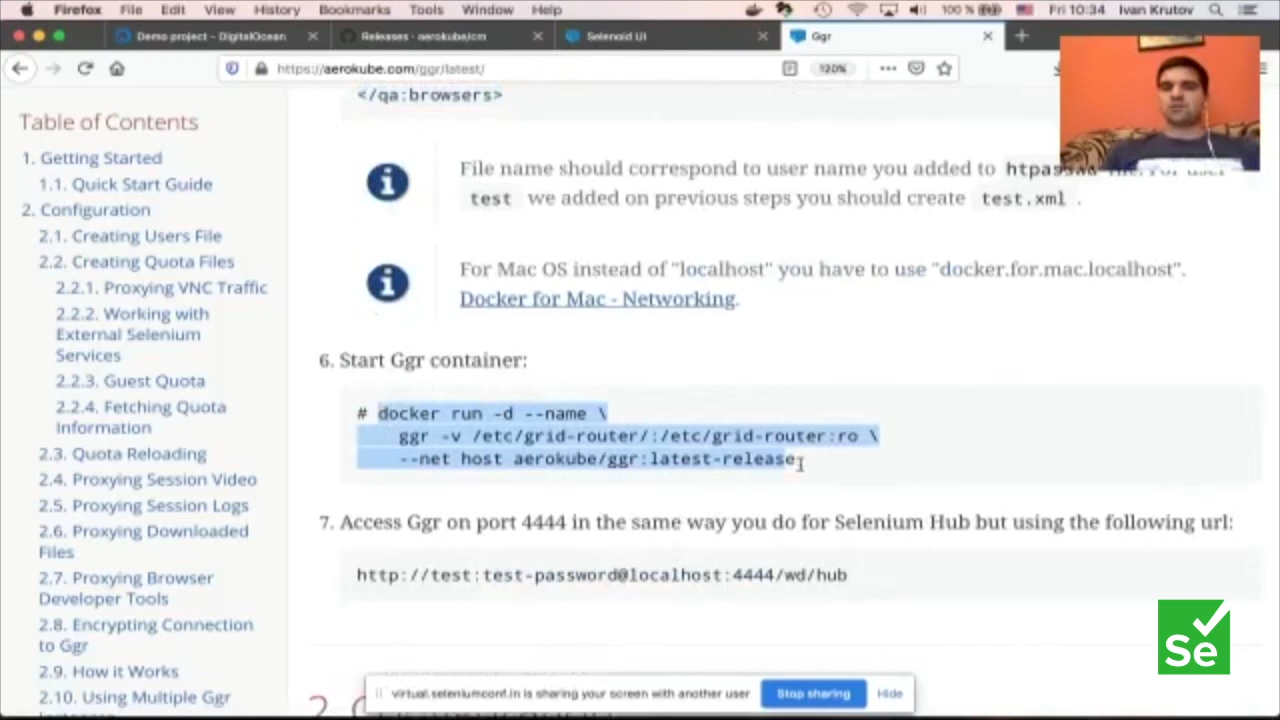 Firefox File Edit View History Bookmarks Tools Window Help 100 % Fri 10:34 Ivan Krutov
Demo project - DigitalOcean
Releases · aerokube/cm
Selenoid UI
Ggr
https://aerokube.com/ggr/latest/ 120%
Table of Contents
1. Getting Started
1.1. Quick Start Guide
2. Configuration
2.1. Creating Users File
2.2. Creating Quota Files
2.2.1. Proxying VNC Traffic
2.2.2. Working with
External Selenium
Services
2.2.3. Guest Quota
2.2.4. Fetching Quota
Information
2.3. Quota Reloading
2.4. Proxying Session Video
2.5. Proxying Session Logs
2.6. Proxying Downloaded
Files
2.7. Proxying Browser
Developer Tools
2.8. Encrypting Connection
to Ggr
2.9. How it Works
2.10. Using Multiple Ggr
</qa:browsers>
File name should correspond to user name you added to
test we added on previous steps you should create test.xml .
For Mac OS instead of "localhost" you have to use "docker.for.mac.localhost".
Docker for Mac - Networking.
6. Start Ggr container:
# docker run -d --name \
ggr -v /etc/grid-router/:/etc/grid-router:ro \
--net host aerokube/ggr:latest-release
7. Access Ggr on port 4444 in the same way you do for Selenium Hub but using the following url:
http://test:test-password@localhost:4444/wd/hub
virtual.seleniumconf.in is sharing your screen with another user Stop sharing Hide
Se